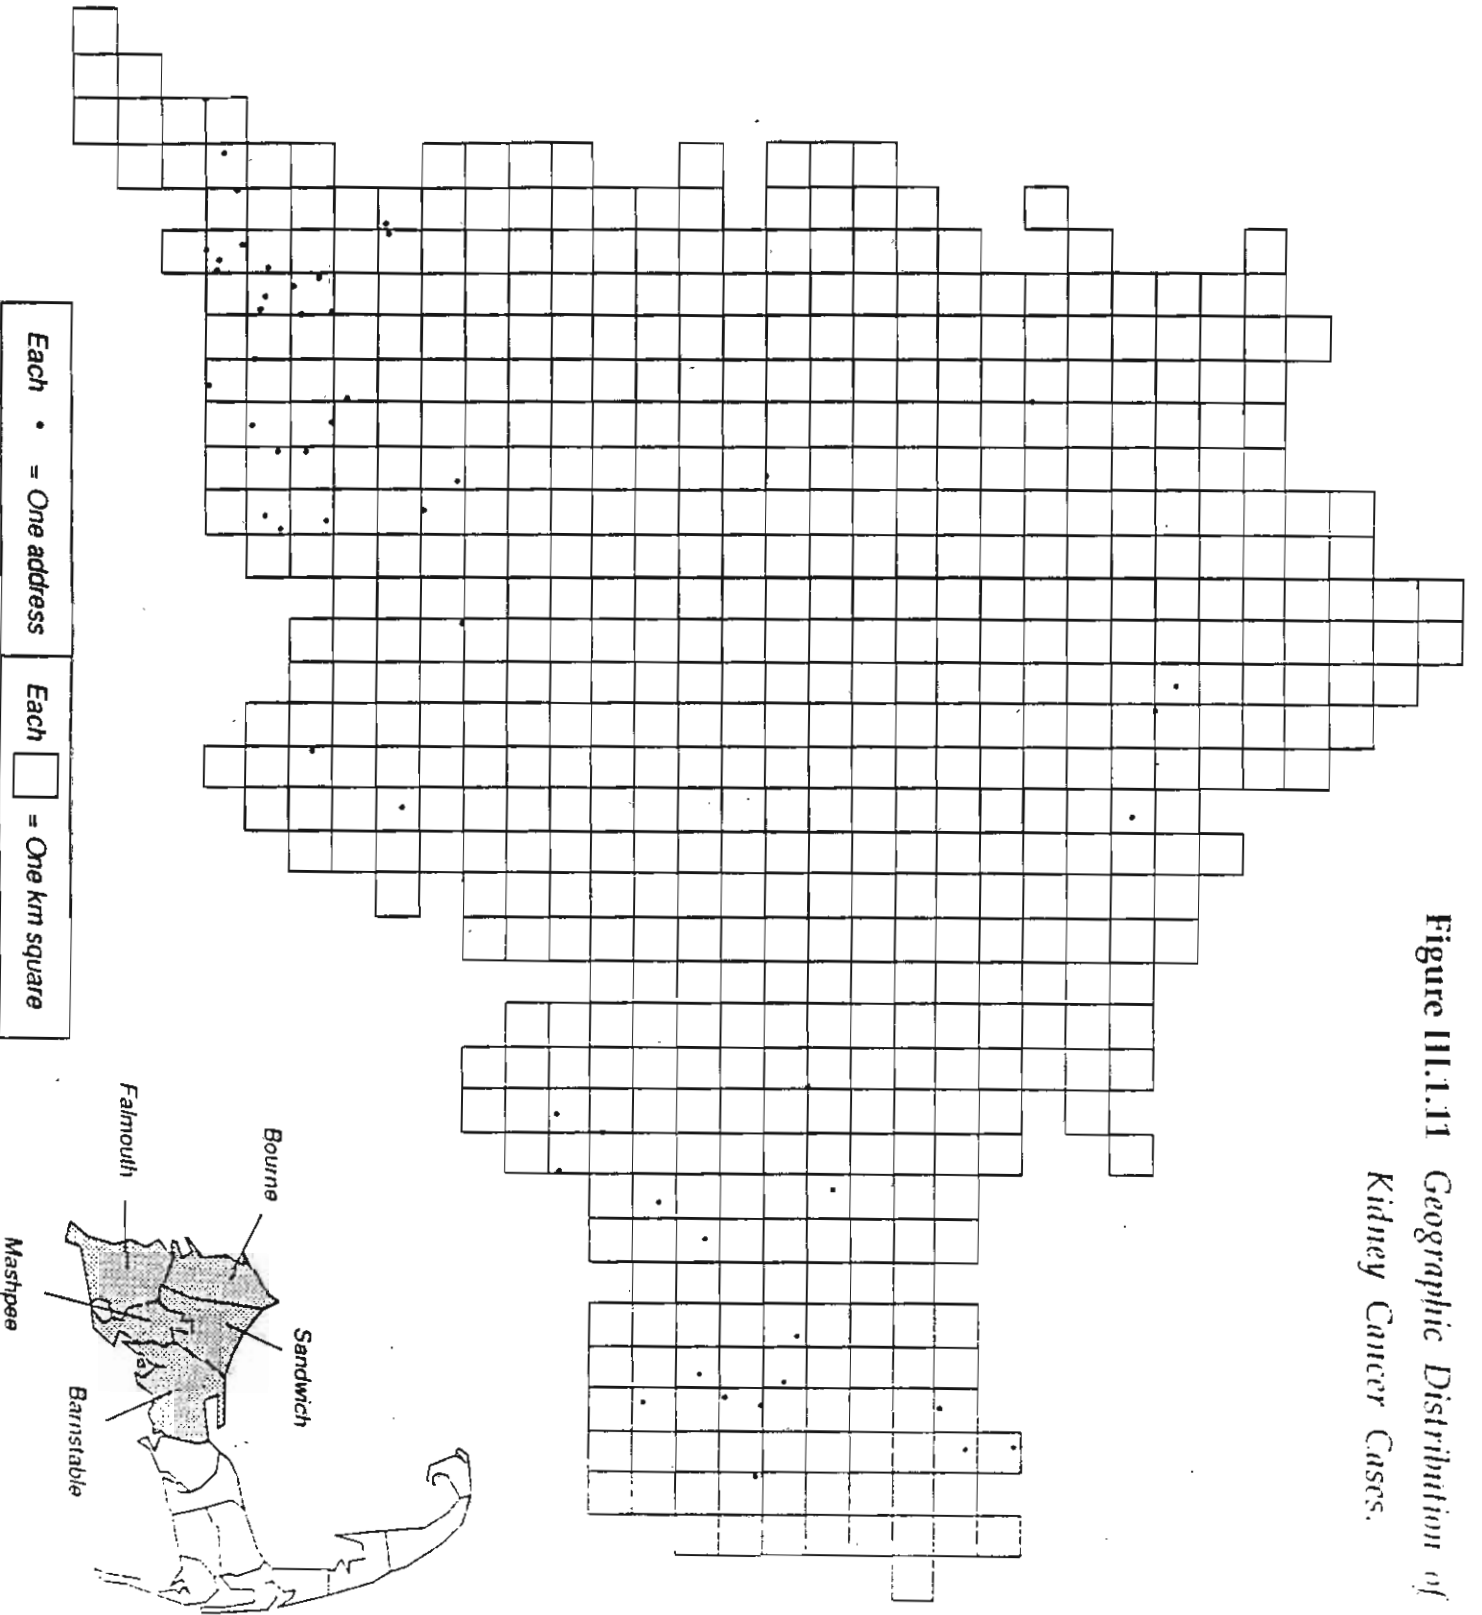 Figure III.1.11 Geographic Distribution of
Kidney Cancer Cases.
Bourne
Sandwich
Falmouth
Mashpee
Barnstable
Each • = One address
Each □ = One km square